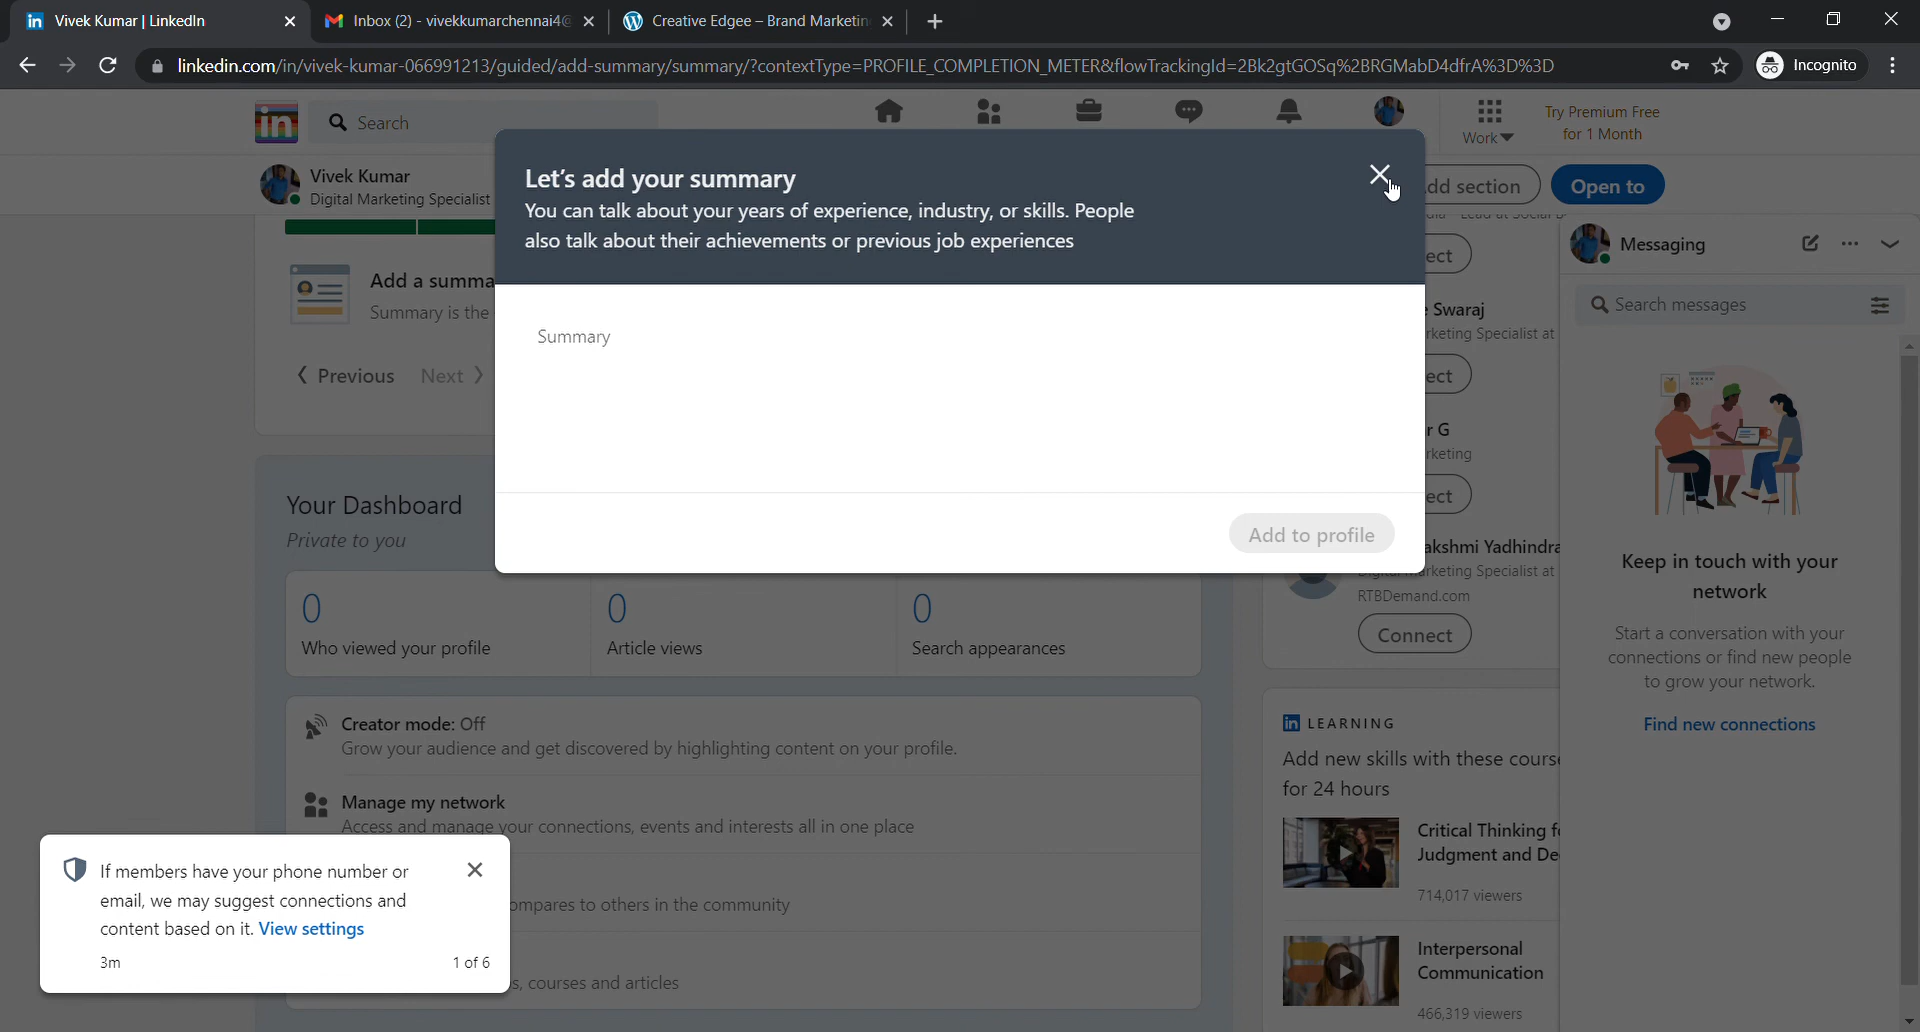 Vivek Kumar | LinkedIn
Inbox (2) - vivekkumarchennai4@
Creative Edgee – Brand Marketin
linkedin.com/in/vivek-kumar-066991213/guided/add-summary/summary/?contextType=PROFILE_COMPLETION_METER&flowTrackingId=2Bk2gtGOSq%2BRGMabD4dfrA%3D%3D
Incognito
in
Search
Work
Try Premium Free
for 1 Month
Vivek Kumar
Digital Marketing Specialist
dd section
Open to
Let's add your summary
You can talk about your years of experience, industry, or skills. People
also talk about their achievements or previous job experiences
Summary
Add to profile
Add a summa
Summary is the
Previous
Next
Your Dashboard
Private to you
0
Who viewed your profile
0
Article views
0
Search appearances
Creator mode: Off
Grow your audience and get discovered by highlighting content on your profile.
Manage my network
Access and manage your connections, events and interests all in one place
ompares to others in the community
s, courses and articles
If members have your phone number or
email, we may suggest connections and
content based on it. View settings
3m
1 of 6
ect
Swaraj
rketing Specialist at
ect
r G
rketing
ect
akshmi Yadhindra
Digital Marketing Specialist at
RTBDemand.com
Connect
in LEARNING
Add new skills with these course
for 24 hours
Critical Thinking fo
Judgment and De
714,017 viewers
Interpersonal
Communication
466,319 viewers
Messaging
Search messages
Keep in touch with your
network
Start a conversation with your
connections or find new people
to grow your network.
Find new connections